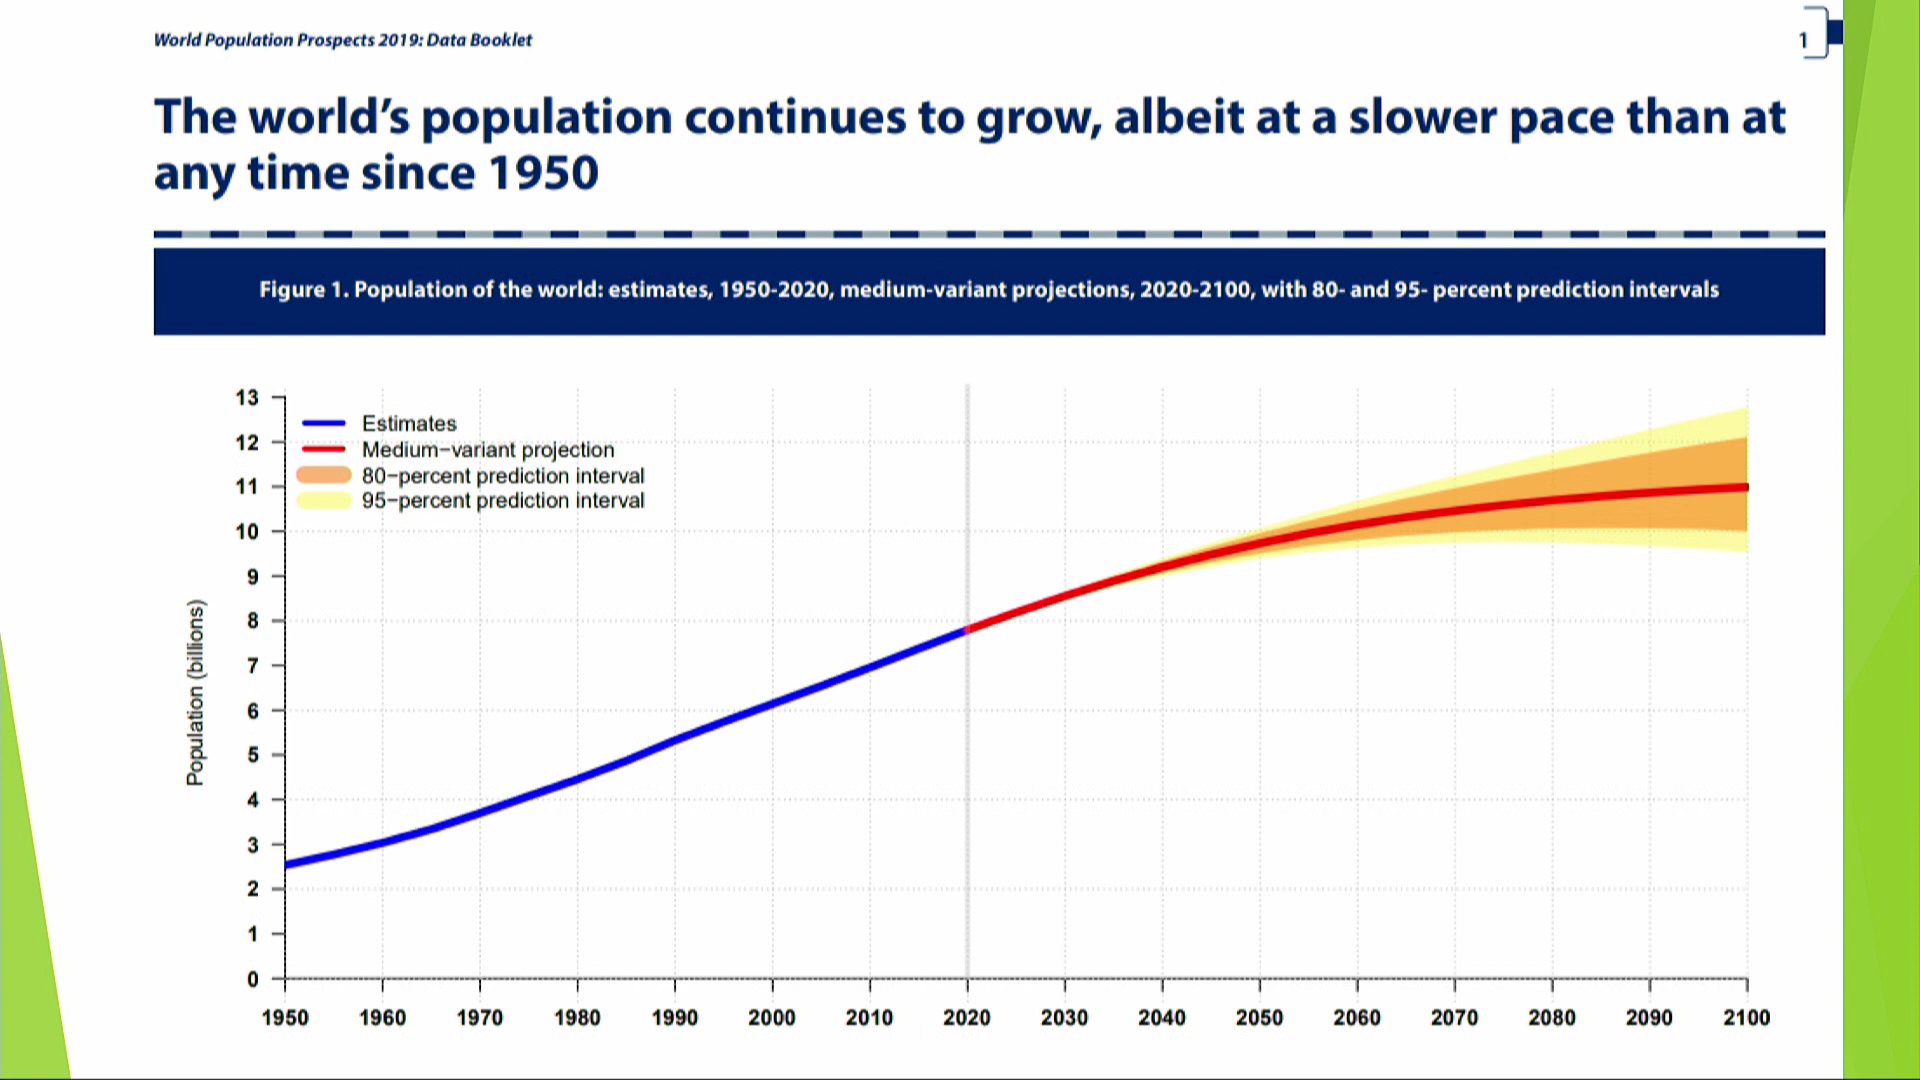 World Population Prospects 2019: Data Booklet
1
The world’s population continues to grow, albeit at a slower pace than at
any time since 1950
Figure 1. Population of the world: estimates, 1950-2020, medium-variant projections, 2020-2100, with 80- and 95- percent prediction intervals
Estimates
Medium−variant projection
80−percent prediction interval
95−percent prediction interval
Population (billions)
13
12
11
10
9
8
7
6
5
4
3
2
1
0
1950 1960 1970 1980 1990 2000 2010 2020 2030 2040 2050 2060 2070 2080 2090 2100